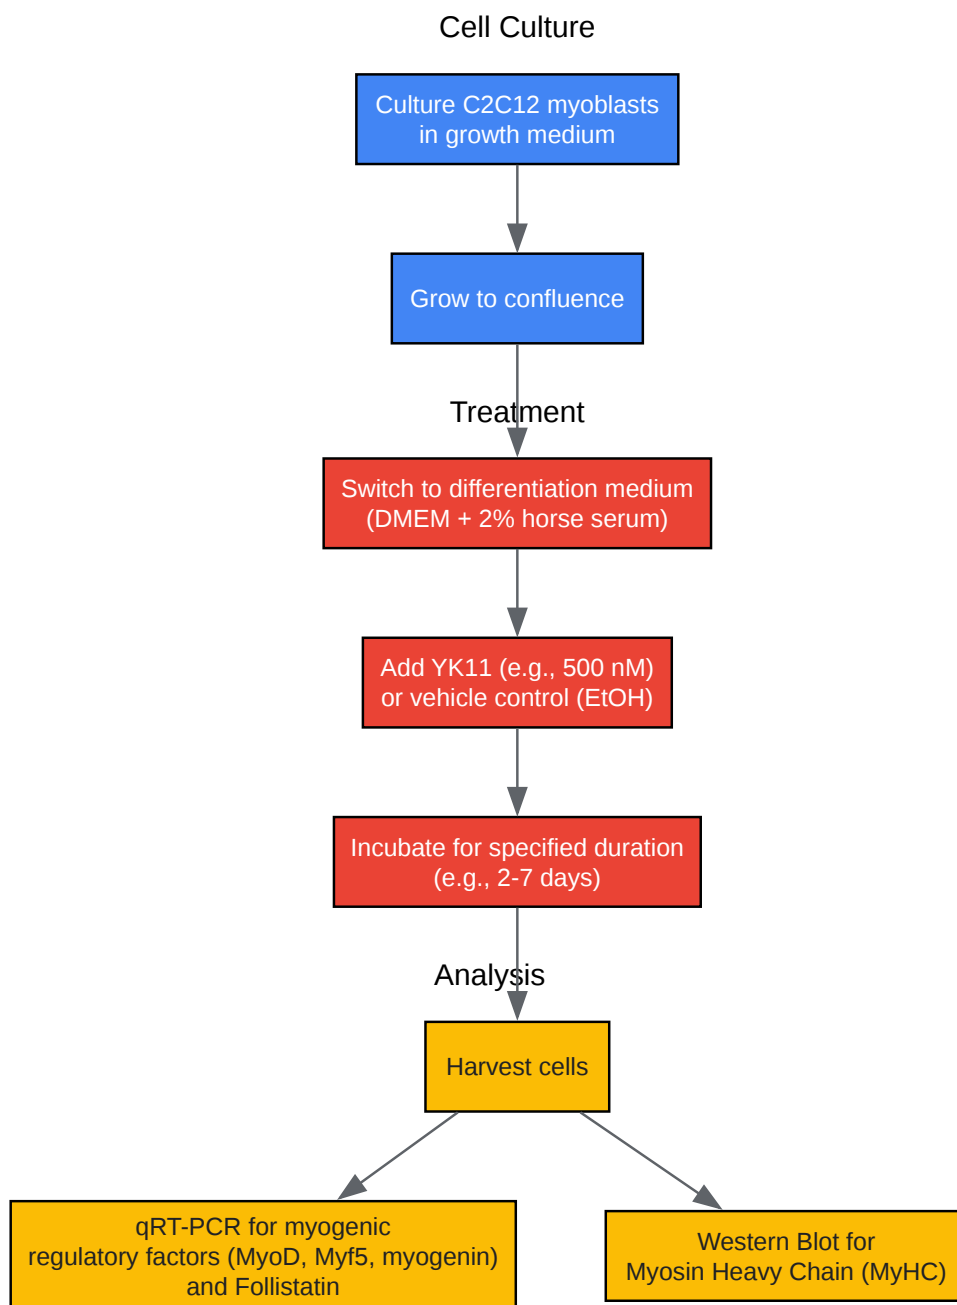 Cell Culture
Culture C2C12 myoblasts
in growth medium
Grow to confluence
Treatment
Switch to differentiation medium
(DMEM + 2% horse serum)
Add YK11 (e.g., 500 nM)
or vehicle control (EtOH)
Incubate for specified duration
(e.g., 2-7 days)
Analysis
Harvest cells
qRT-PCR for myogenic
regulatory factors (MyoD, Myf5, myogenin)
and Follistatin
Western Blot for
Myosin Heavy Chain (MyHC)